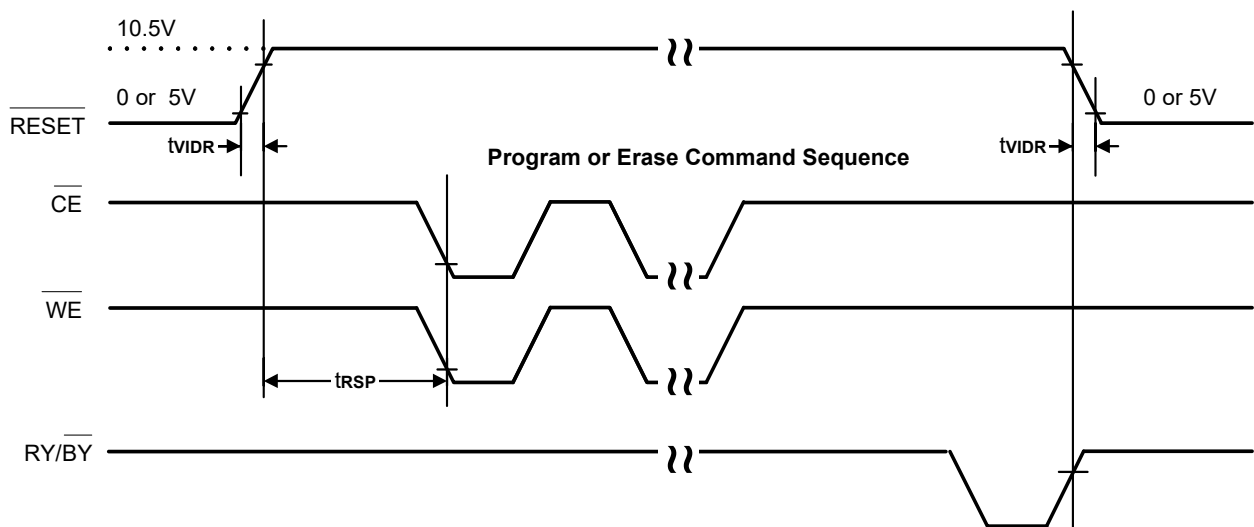 10.5V
0 or 5V
0 or 5V
RESET
tVIDR
tVIDR
Program or Erase Command Sequence
CE
WE
tRSP
RY/BY